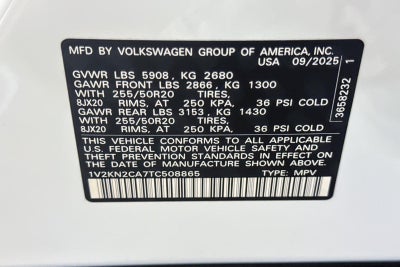 MFD BY VOLKSWAGEN GROUP OF AMERICA, INC.
USA 09/2025
GVWR LBS 5908, KG 2680
GAWR FRONT LBS 2866, KG 1300
WITH 255/50R20 TIRES,
8JX20 RIMS, AT 250 KPA, 36 PSI COLD
GAWR REAR LBS 3153, KG 1430
WITH 255/50R20 TIRES,
8JX20 RIMS, AT 250 KPA, 36 PSI COLD
THIS VEHICLE CONFORMS TO ALL APPLICABLE
U.S. FEDERAL MOTOR VEHICLE SAFETY AND
THEFT PREVENTION STANDARDS IN EFFECT ON
THE DATE OF MANUFACTURE SHOWN ABOVE.
1V2KN2CA7TC508865 TYPE: MPV
3658232 1